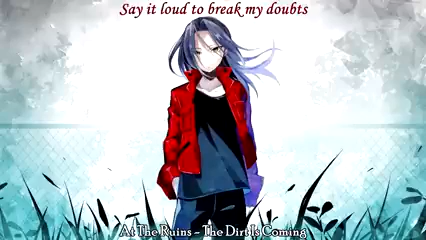 Say it loud to break my doubts
At The Ruins - The Dirt Is Coming